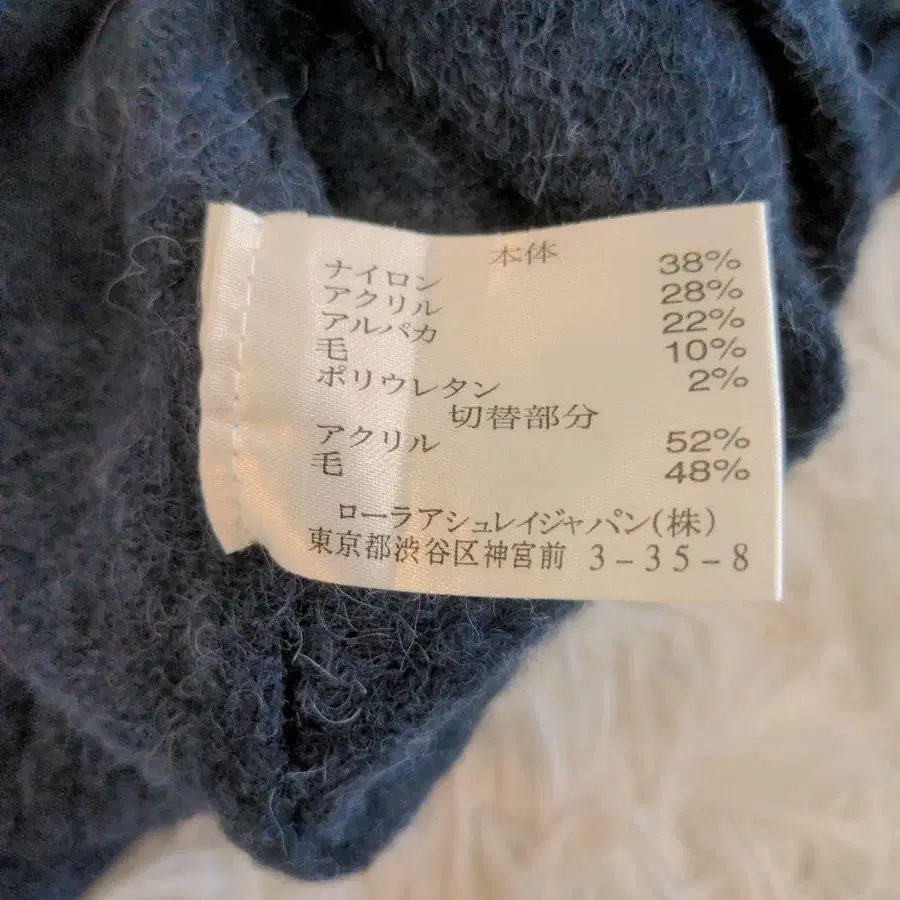 本体
ナイロン 38%
アクリル 28%
アルパカ 22%
毛 10%
ポリウレタン 2%
切替部分
アクリル 52%
毛 48%
ローラアシュレイジャパン(株)
東京都渋谷区神宮前 3-35-8